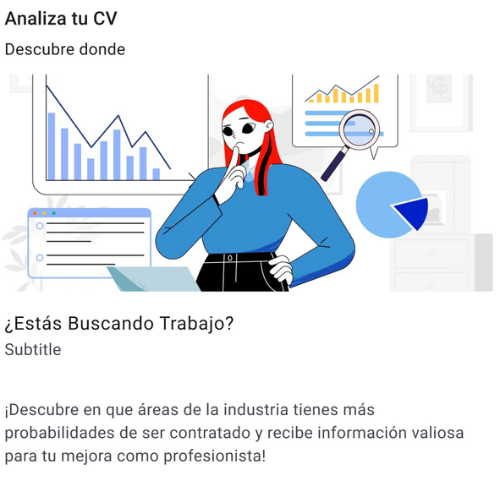 Analiza tu CV
Descubre donde
¿Estás Buscando Trabajo?
Subtitle
¡Descubre en que áreas de la industria tienes más
probabilidades de ser contratado y recibe información valiosa
para tu mejora como profesionista!